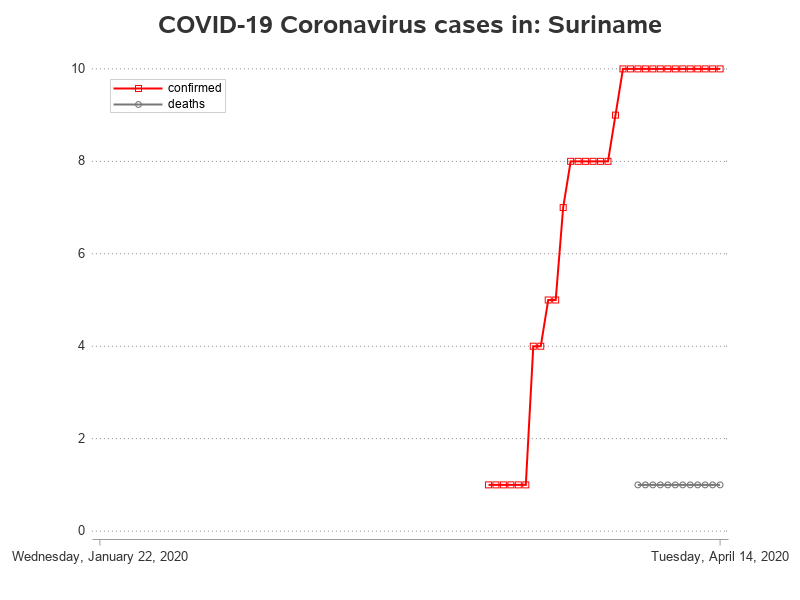 COVID-19 Coronavirus cases in: Suriname
10
confirmed
deaths
8
6
4
2
0
Wednesday, January 22, 2020 Tuesday, April 14, 2020